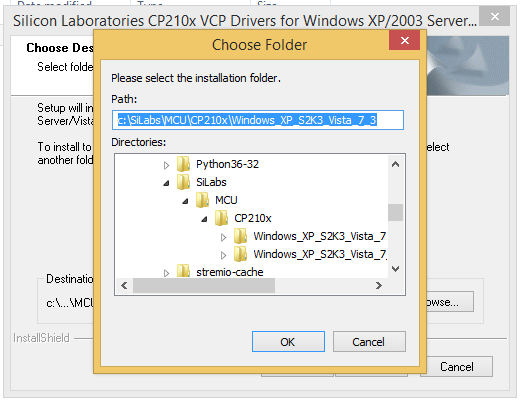 Date modified Type Size
Silicon Laboratories CP210x VCP Drivers for Windows XP/2003 Server...
Choose Folder
Choose Des
Select folde
Please select the installation folder.
Path:
c:\SiLabs\MCU\CP210x\Windows_XP_S2K3_Vista_7_3
Setup will in
Server/Vista
Directories:
To install to
another fold
elect
Python36-32
SiLabs
MCU
CP210x
Windows_XP_S2K3_Vista_7
Windows_XP_S2K3_Vista_7_
stremio-cache
Destinatio
c:\...\MCU
owse...
InstallShield
OK
Cancel
Cancel